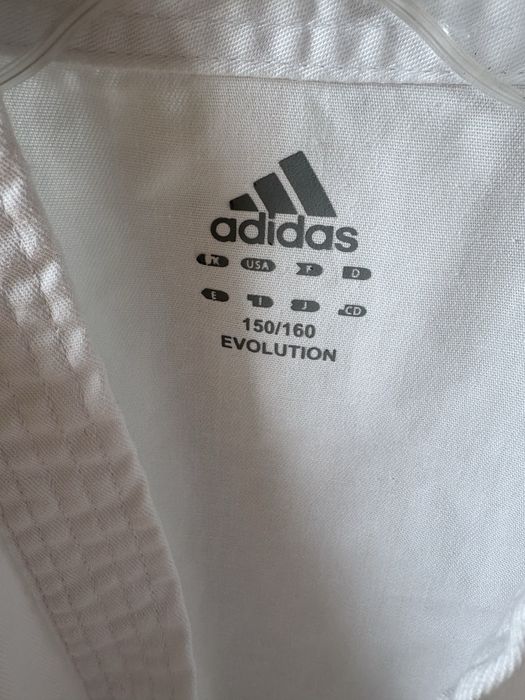 adidas
UK USA F D
E I J CD
150/160
EVOLUTION